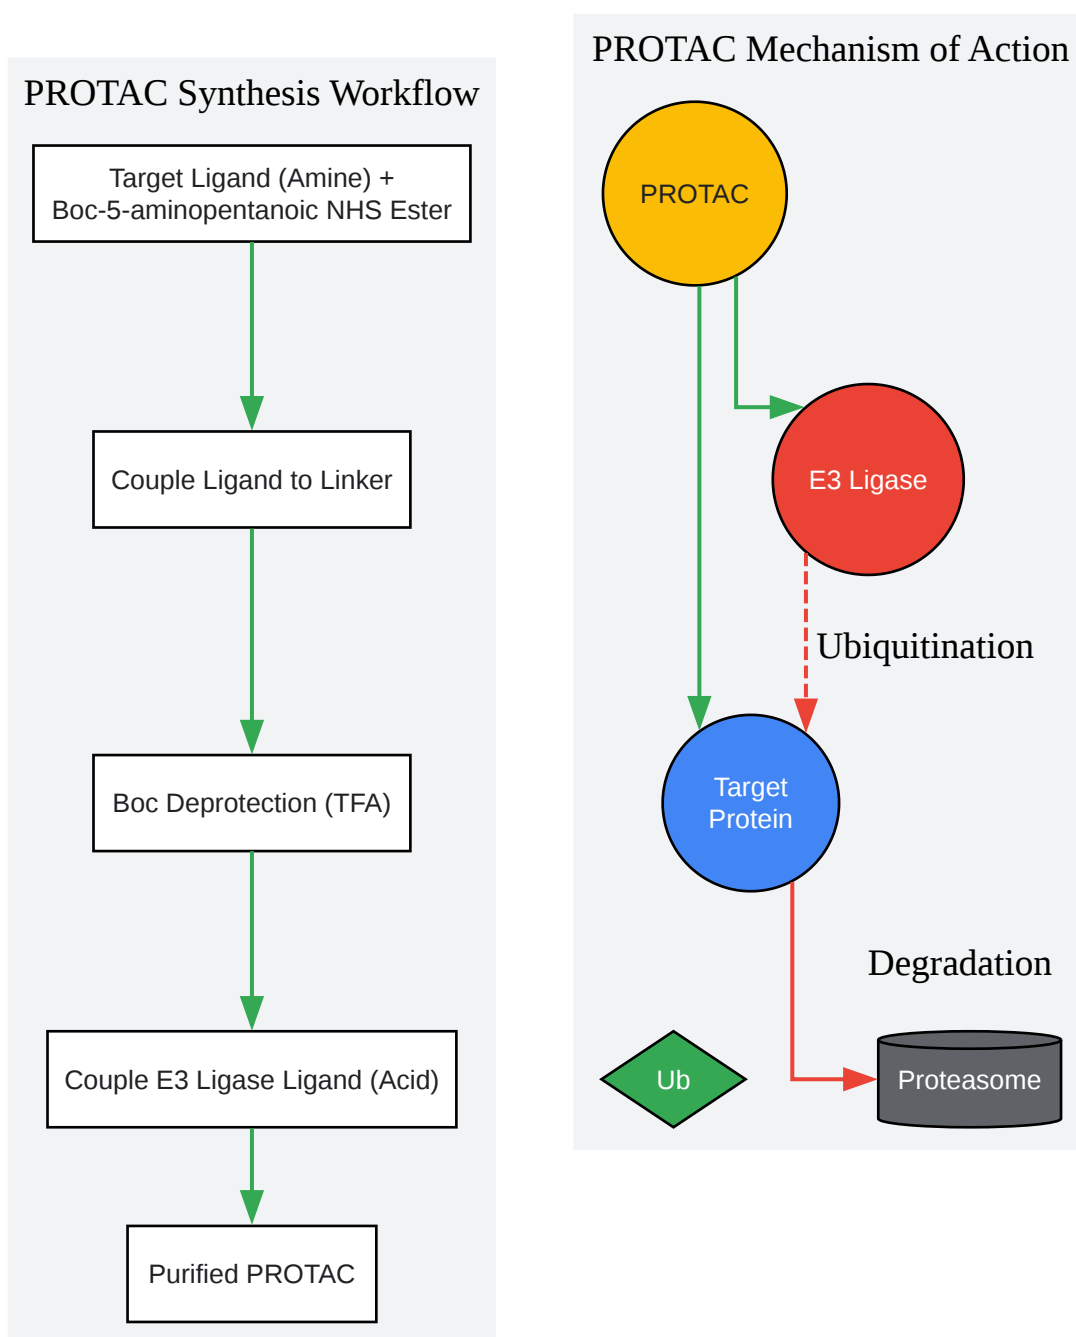 PROTAC Synthesis Workflow
Target Ligand (Amine) +
Boc-5-aminopentanoic NHS Ester
Couple Ligand to Linker
Boc Deprotection (TFA)
Couple E3 Ligase Ligand (Acid)
Purified PROTAC
PROTAC Mechanism of Action
PROTAC
E3 Ligase
Ubiquitination
Target
Protein
Degradation
Ub
Proteasome